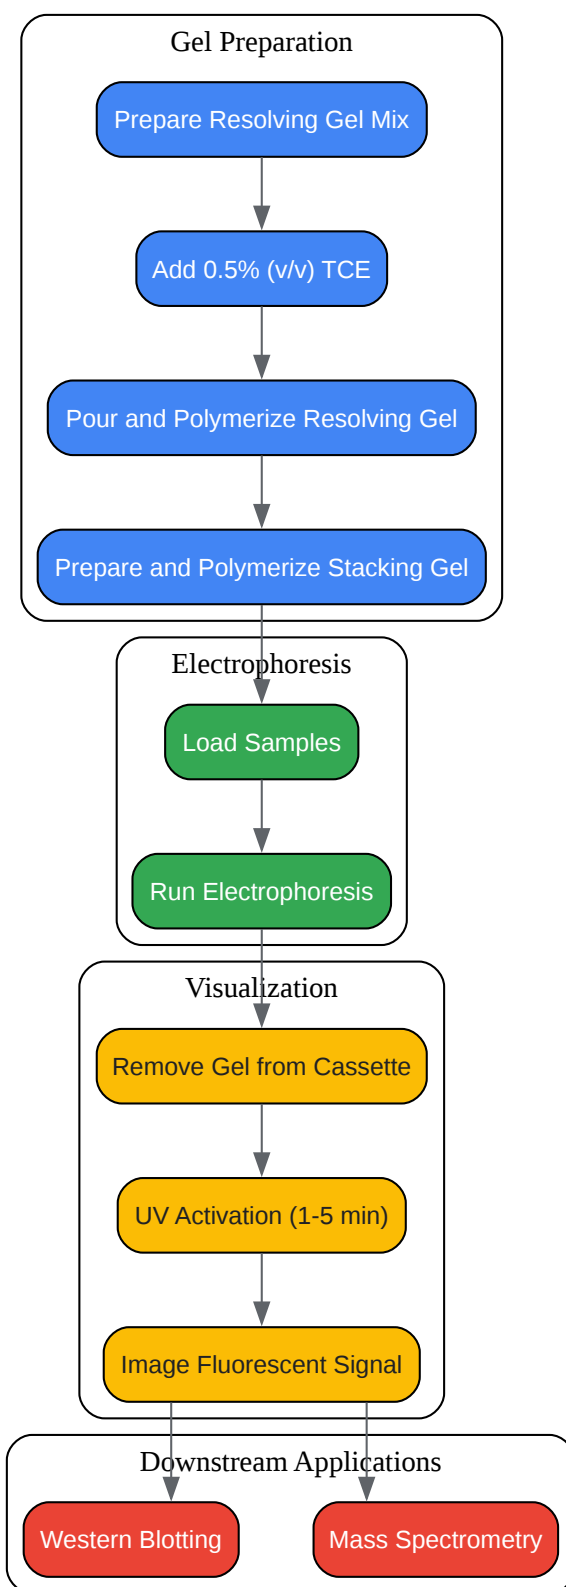 Gel Preparation
Prepare Resolving Gel Mix
Add 0.5% (v/v) TCE
Pour and Polymerize Resolving Gel
Prepare and Polymerize Stacking Gel
Electrophoresis
Load Samples
Run Electrophoresis
Visualization
Remove Gel from Cassette
UV Activation (1-5 min)
Image Fluorescent Signal
Downstream Applications
Western Blotting
Mass Spectrometry